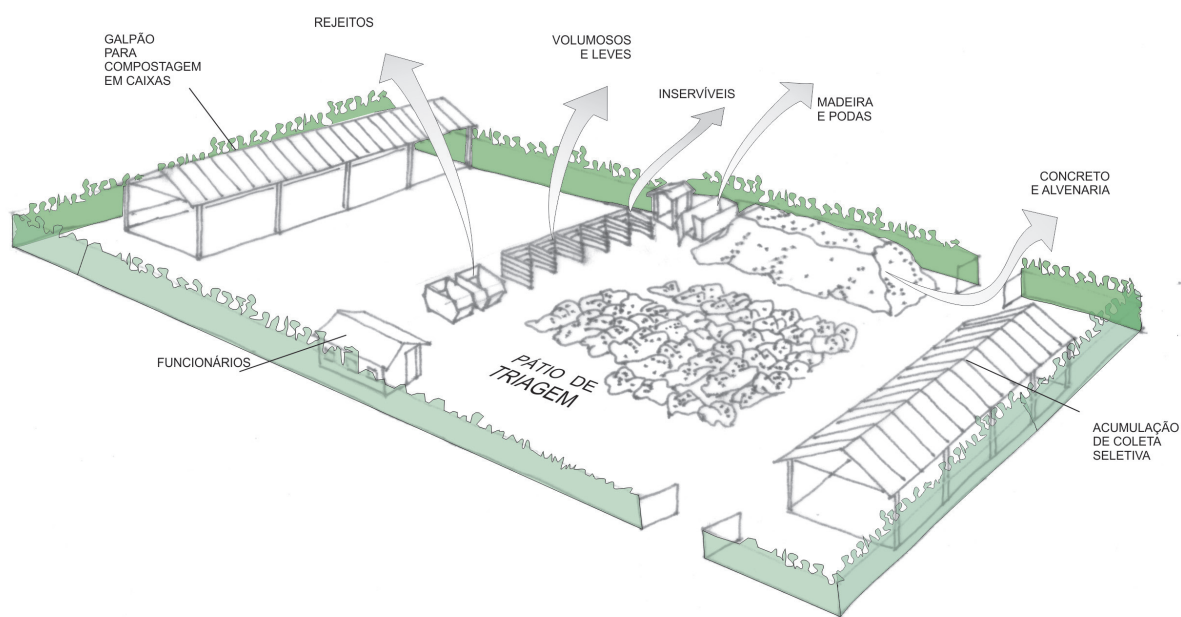 REJEITOS
GALPÃO
PARA
COMPOSTAGEM
EM CAIXAS
VOLUMOSOS
E LEVES
INSERVÍVEIS
MADEIRA
E PODAS
CONCRETO
E ALVENARIA
FUNCIONÁRIOS
PÁTIO DE
TRIAGEM
ACUMULAÇÃO
DE COLETA
SELETIVA